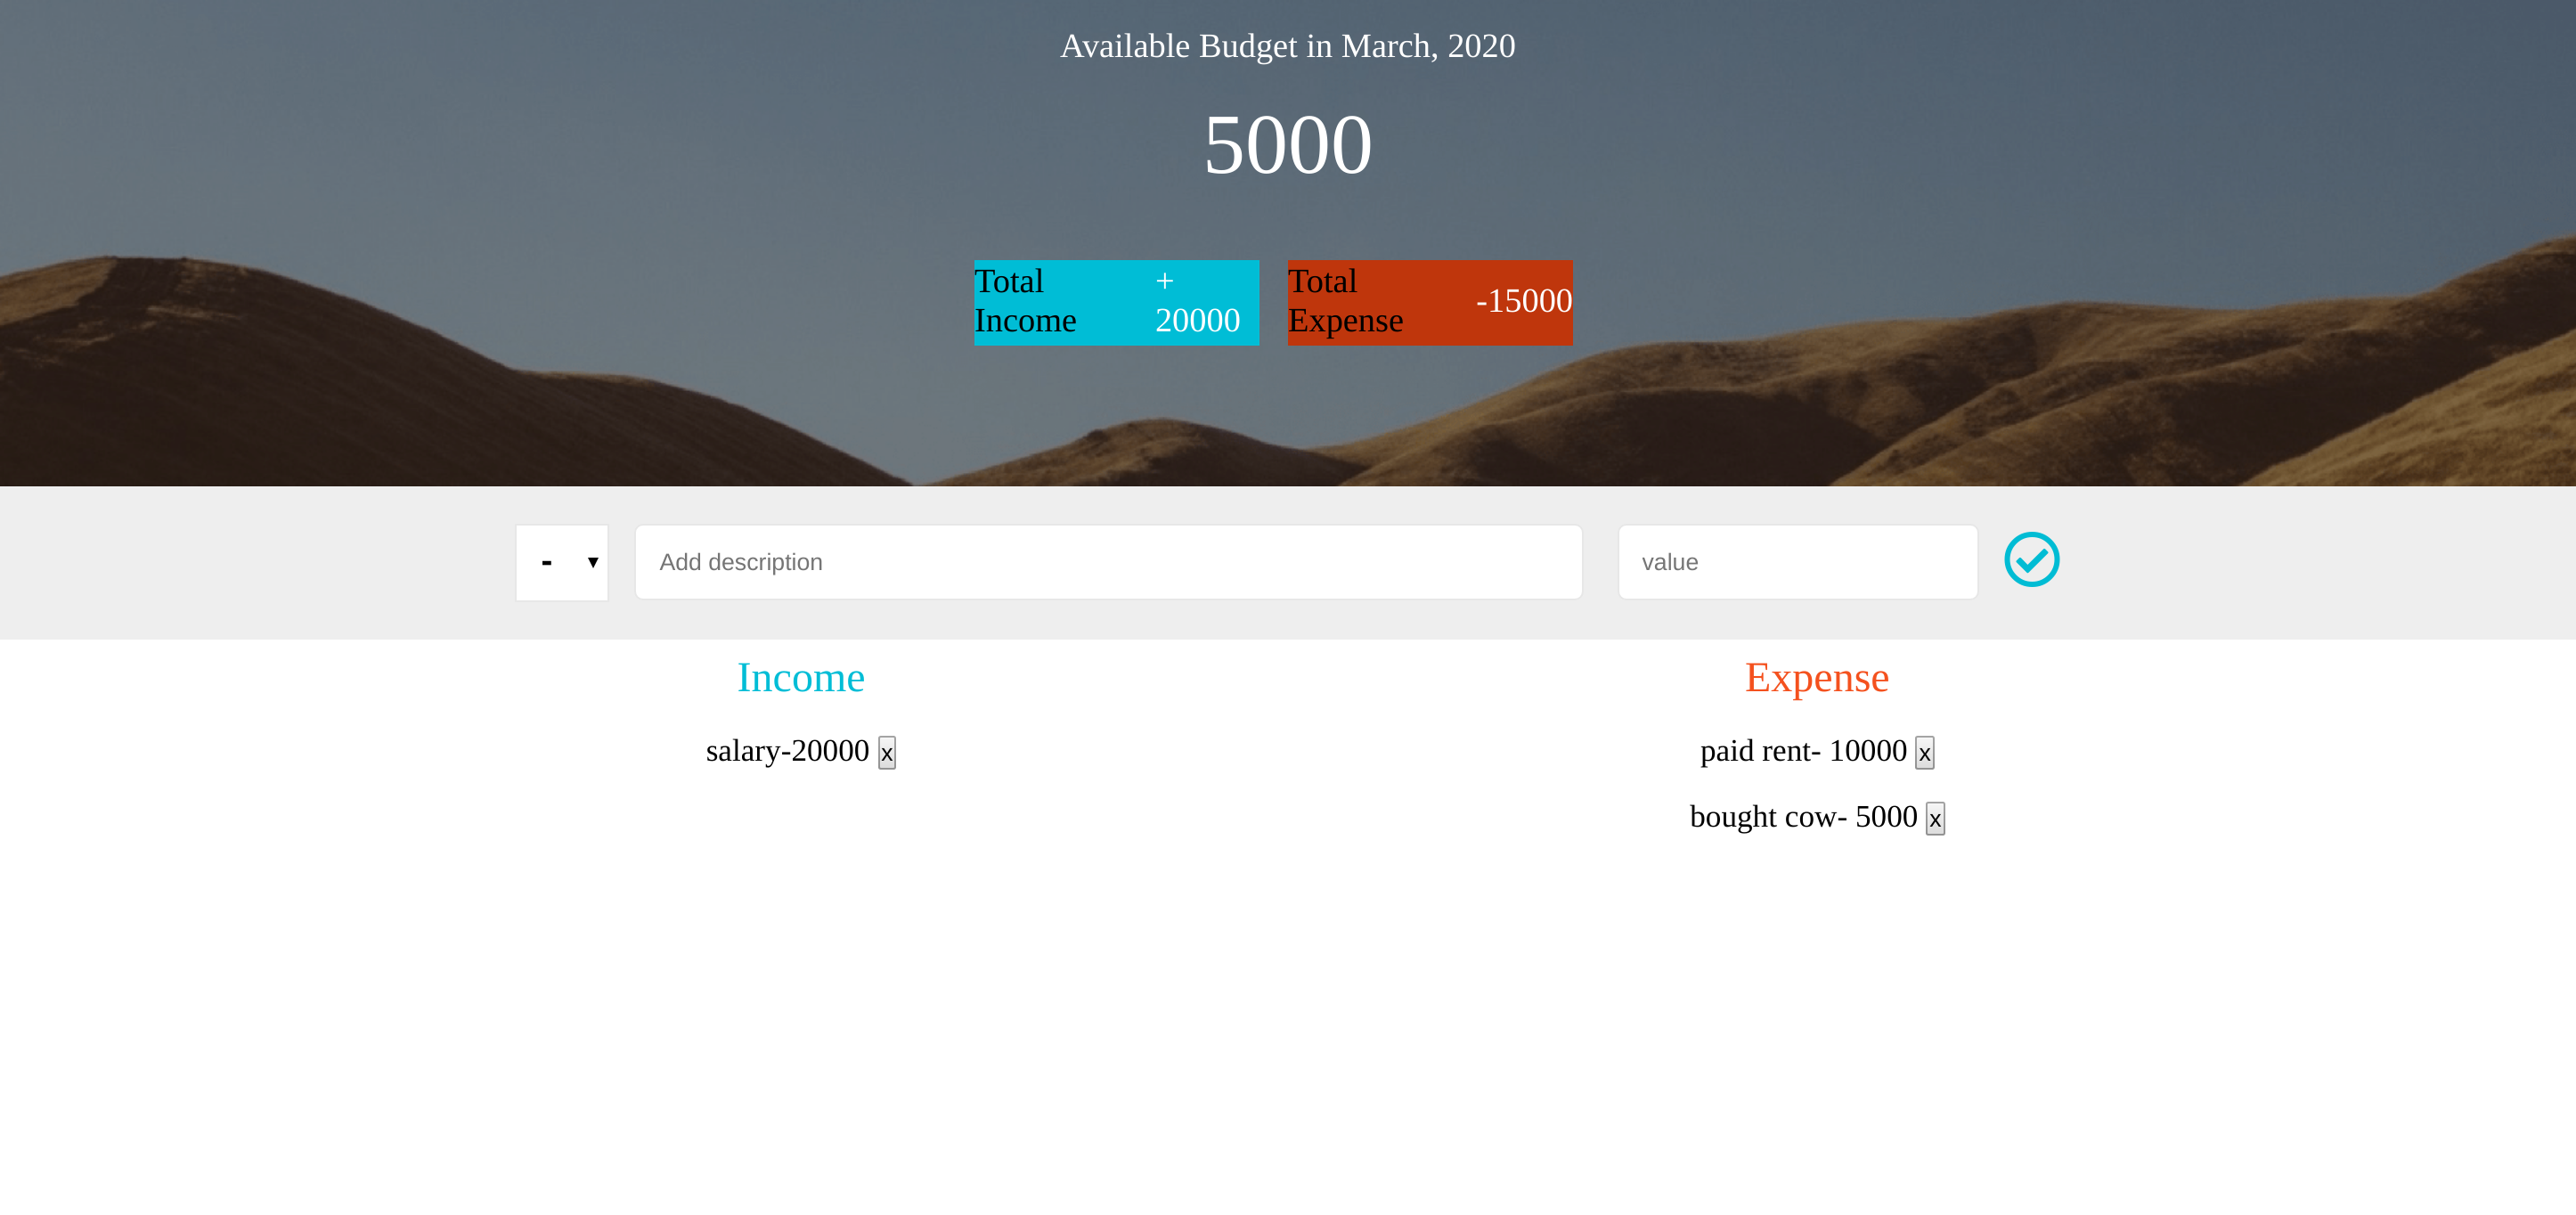 Available Budget in March, 2020
5000
Total
Income
+
20000
Total
Expense
-15000
-
Add description
value
Income
Expense
salary-20000 x
paid rent- 10000 x
bought cow- 5000 x